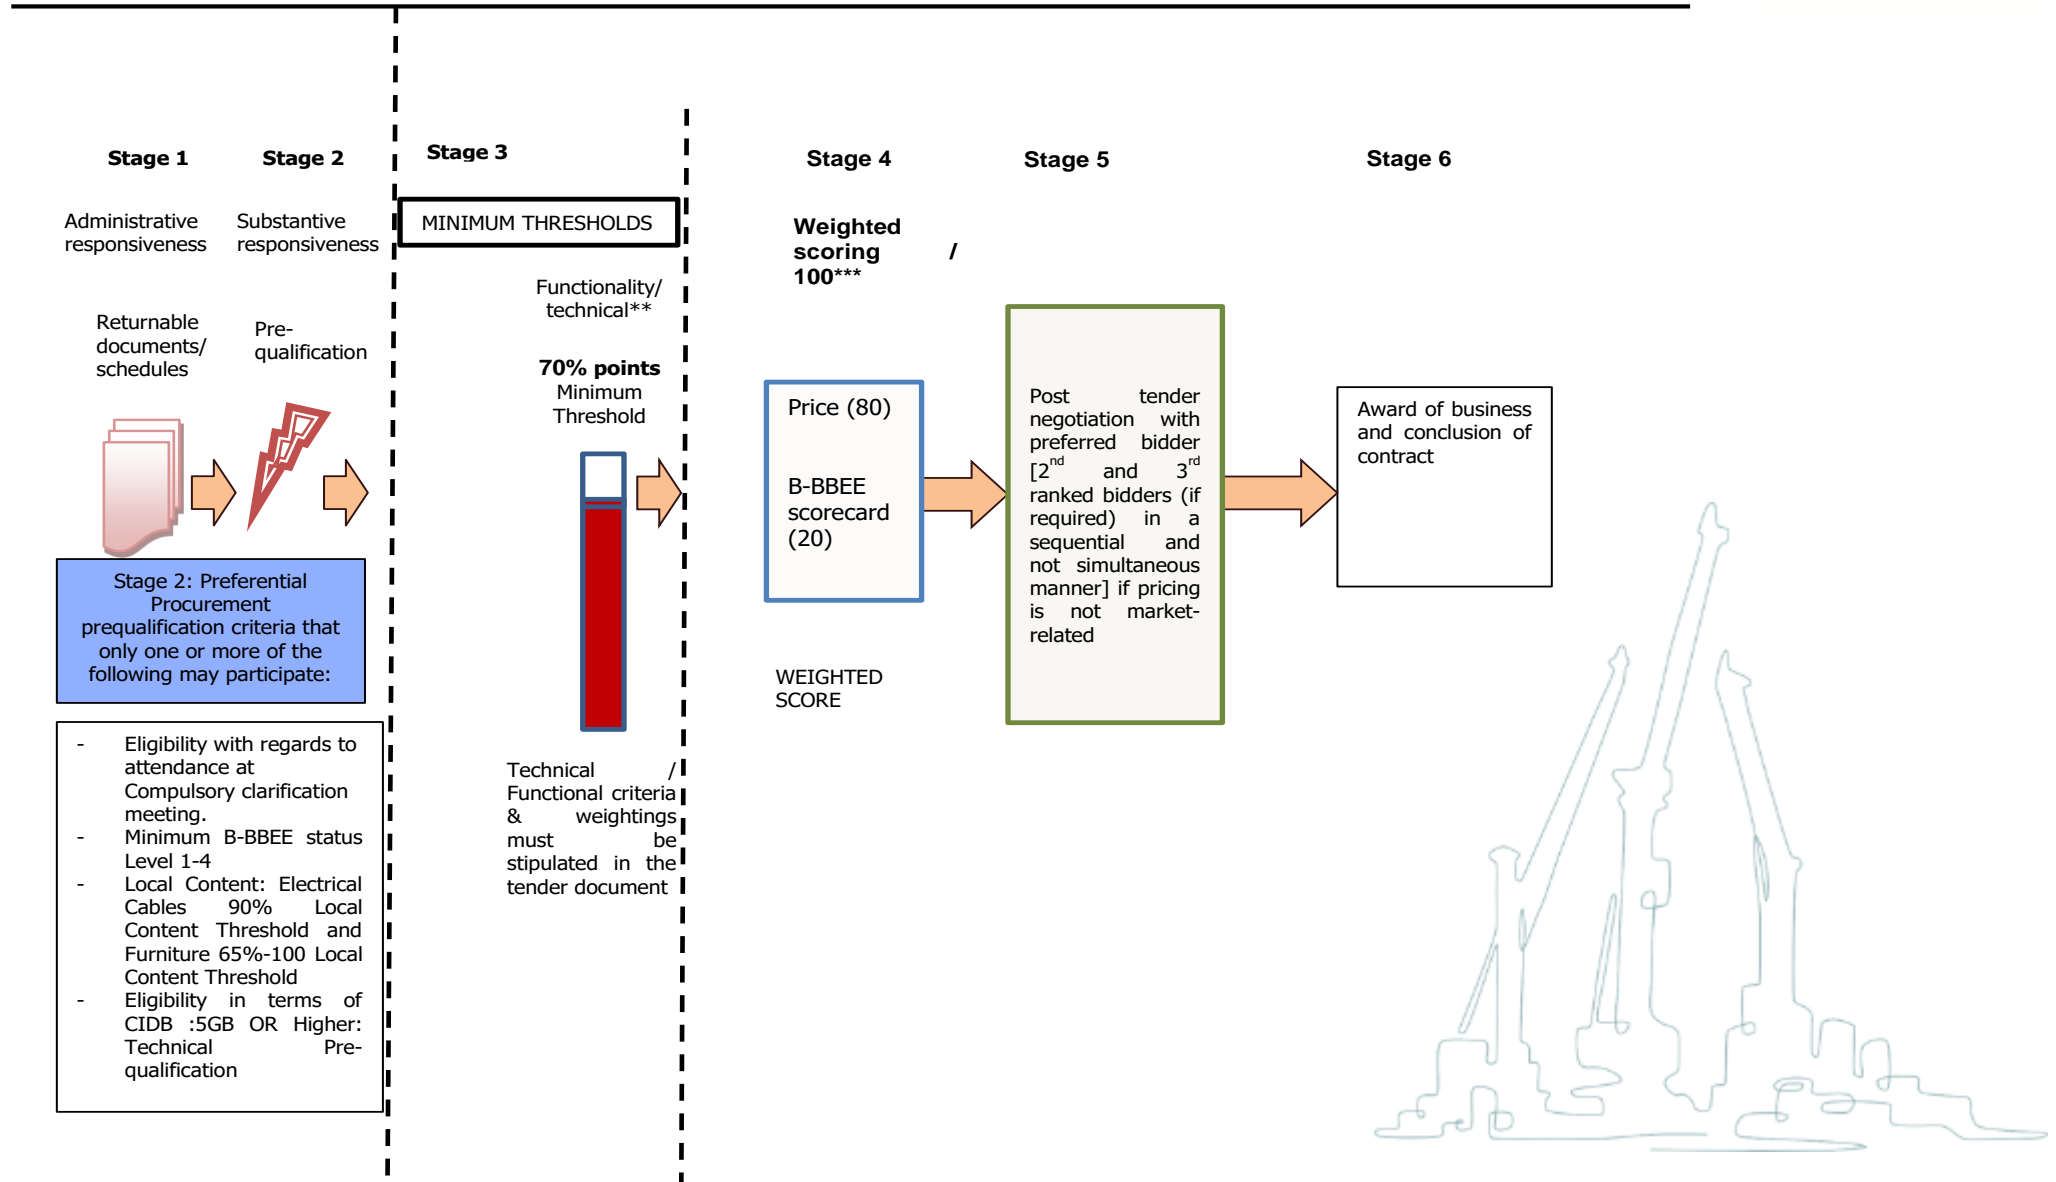 Stage 1
Stage 2
Stage 3
Stage 4
Stage 5
Stage 6
Administrative
responsiveness
Substantive
responsiveness
MINIMUM THRESHOLDS
Weighted
scoring /
100***
Returnable
documents/
schedules
Pre-
qualification
Functionality/
technical**
70% points
Minimum
Threshold
Price (80)
B-BBEE
scorecard
(20)
WEIGHTED
SCORE
Post tender
negotiation with
preferred bidder
[2nd and 3rd
ranked bidders (if
required) in a
sequential and
not simultaneous
manner] if pricing
is not market-
related
Award of business
and conclusion of
contract
Stage 2: Preferential
Procurement
prequalification criteria that
only one or more of the
following may participate:
- Eligibility with regards to
attendance at
Compulsory clarification
meeting.
- Minimum B-BBEE status
Level 1-4
- Local Content: Electrical
Cables 90% Local
Content Threshold and
Furniture 65%-100 Local
Content Threshold
- Eligibility in terms of
CIDB :5GB OR Higher:
Technical Pre-
qualification
Technical /
Functional criteria
& weightings
must be
stipulated in the
tender document